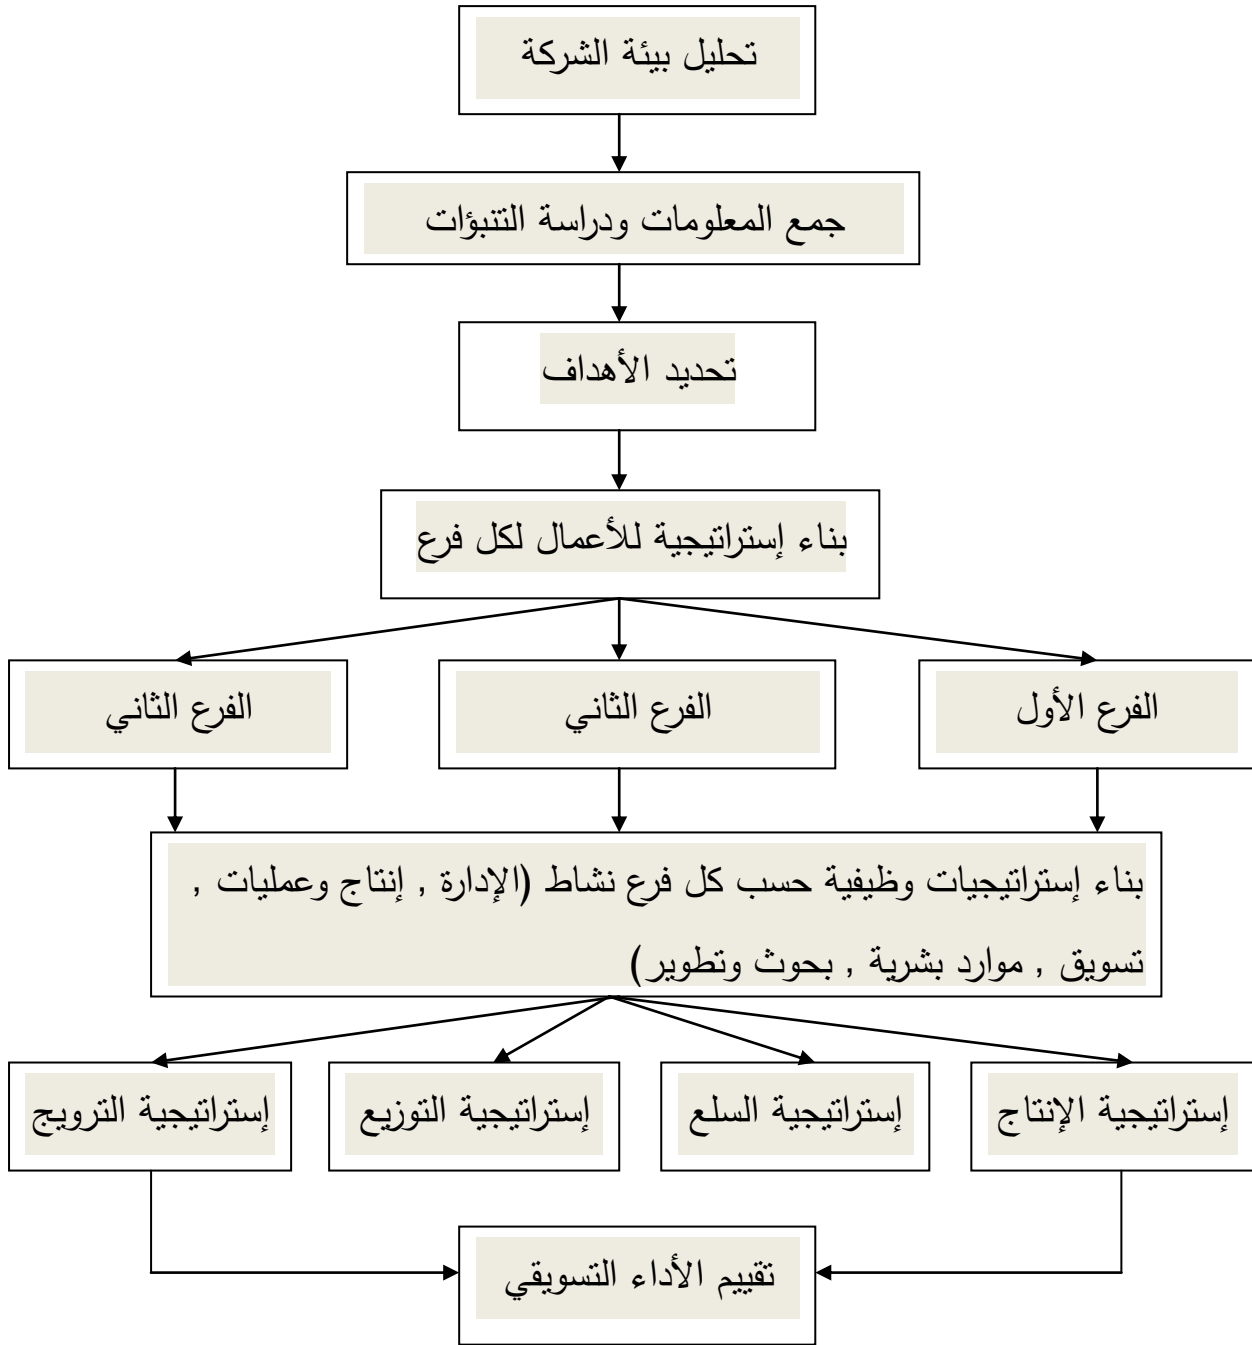 تحليل بيئة الشركة
جمع المعلومات ودراسة التنبؤات
تحديد الأهداف
بناء إستراتيجية للأعمال لكل فرع
الفرع الأول
الفرع الثاني
الفرع الثاني
بناء إستراتيجيات وظيفية حسب كل فرع نشاط (الإدارة , إنتاج وعمليات ,
تسويق , موارد بشرية , بحوث وتطوير)
إستراتيجية الإنتاج
إستراتيجية السلع
إستراتيجية التوزيع
إستراتيجية الترويج
تقييم الأداء التسويقي